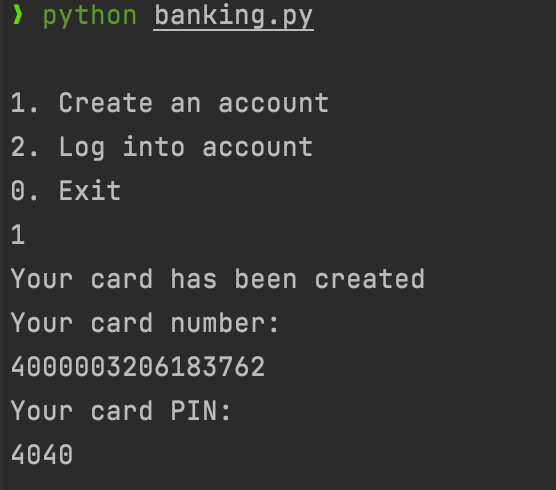 ❯ python banking.py
1. Create an account
2. Log into account
0. Exit
1
Your card has been created
Your card number:
4000003206183762
Your card PIN:
4040